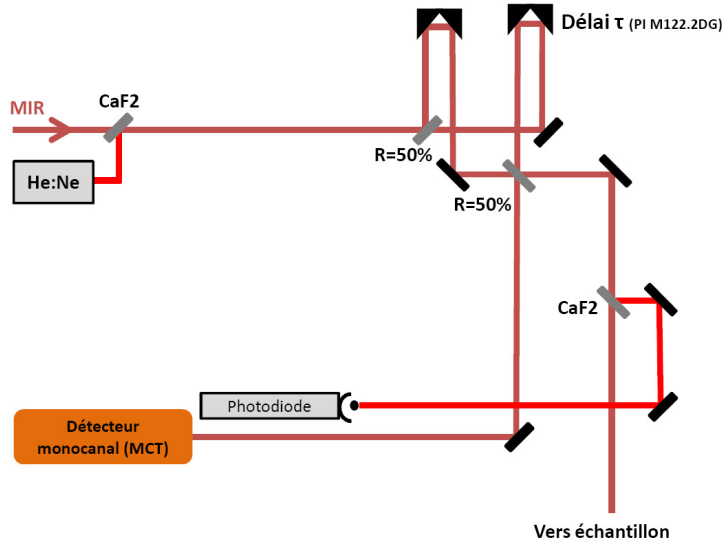 Délai τ (PI M122.2DG)
CaF2
MIR
He:Ne
R=50%
R=50%
CaF2
Photodiode
Détecteur
monocanal (MCT)
Vers échantillon